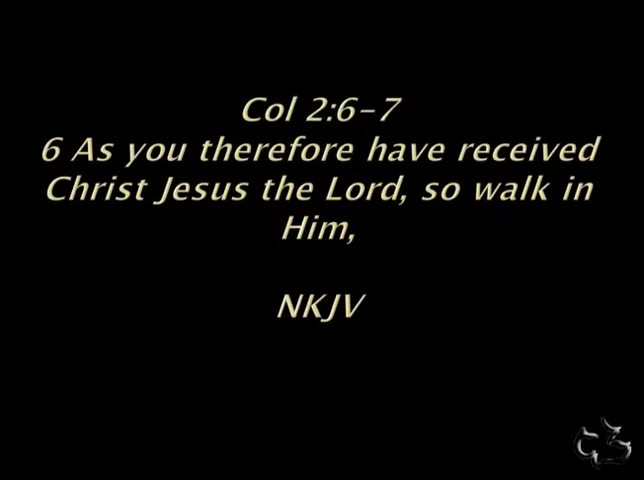 Col 2:6-7
6 As you therefore have received
Christ Jesus the Lord, so walk in
Him,
NKJV